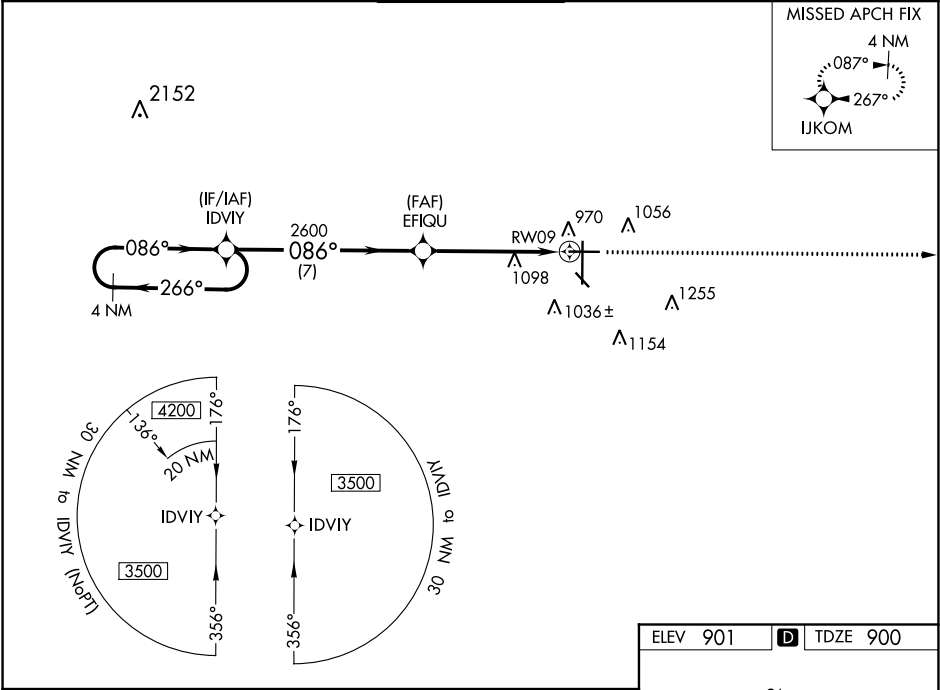 MISSED APCH FIX
4 NM
087°
267°
IJKOM
2152
(IF/IAF)
IDVIY
(FAF)
EFIQU
086°
2600
086°
(7)
RW09
970
1056
1098
266°
4 NM
1036±
1255
1154
4200
176°
136°
20 NM
30 NM to IDVIY (NoPT)
IDVIY
3500
356°
176°
3500
IDVIY
30 NM to IDVIY
356°
ELEV 901
D
TDZE 900